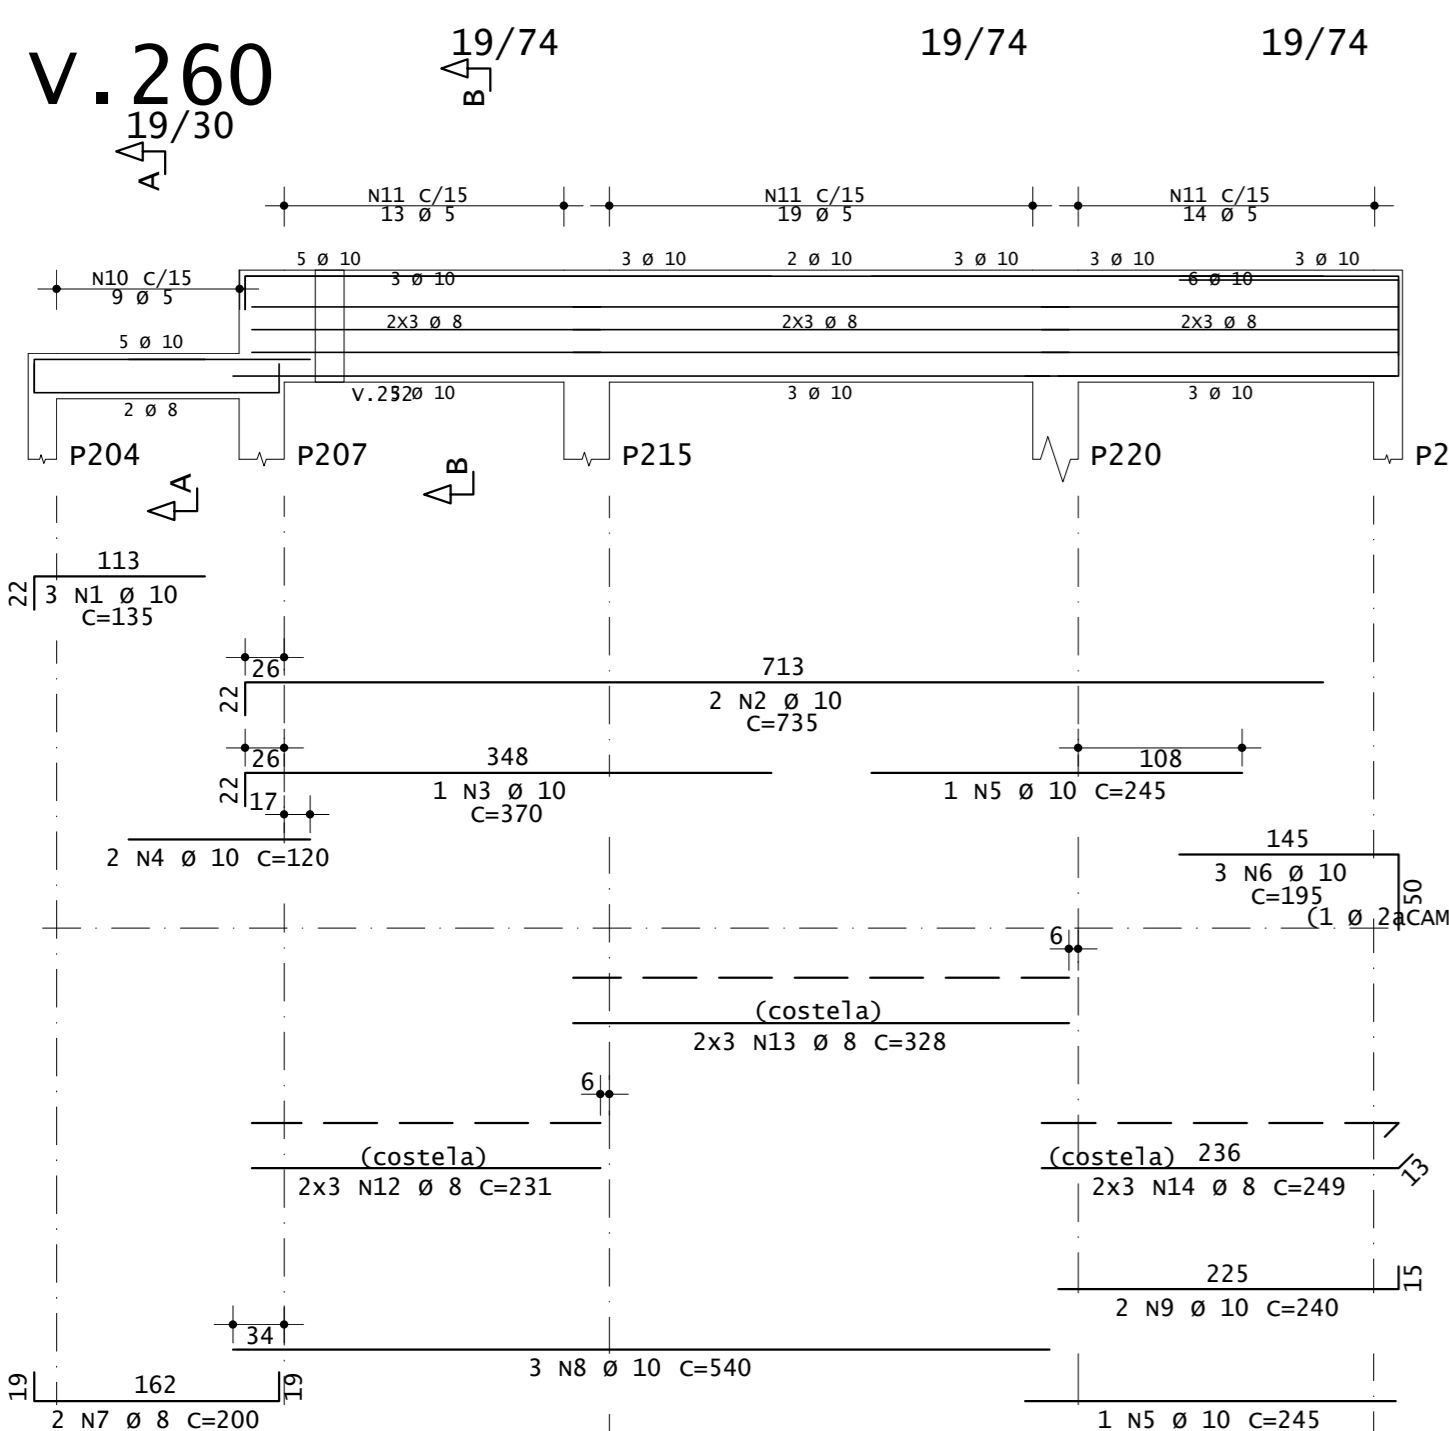 V.260
19/30
19/74
19/74
19/74
A
B
N11 C/15
13 Ø 5
N11 C/15
19 Ø 5
N11 C/15
14 Ø 5
N10 C/15
9 Ø 5
5 Ø 10
3 Ø 10
2 Ø 10
3 Ø 10
3 Ø 10
3 Ø 10
3 Ø 10
6 Ø 10
2x3 Ø 8
2x3 Ø 8
2x3 Ø 8
5 Ø 10
2 Ø 8
V.252
3 Ø 10
3 Ø 10
3 Ø 10
P204
P207
P215
P220
P2
A
B
113
22
3 N1 Ø 10
C=135
26
713
22
2 N2 Ø 10
C=735
26
348
22
1 N3 Ø 10
C=370
108
1 N5 Ø 10 C=245
17
2 N4 Ø 10 C=120
145
3 N6 Ø 10
C=195
50
(1 Ø 2aCAM
6
(costela)
2x3 N13 Ø 8 C=328
6
(costela)
2x3 N12 Ø 8 C=231
(costela) 236
13
2x3 N14 Ø 8 C=249
225
15
2 N9 Ø 10 C=240
34
3 N8 Ø 10 C=540
19
162
19
2 N7 Ø 8 C=200
1 N5 Ø 10 C=245